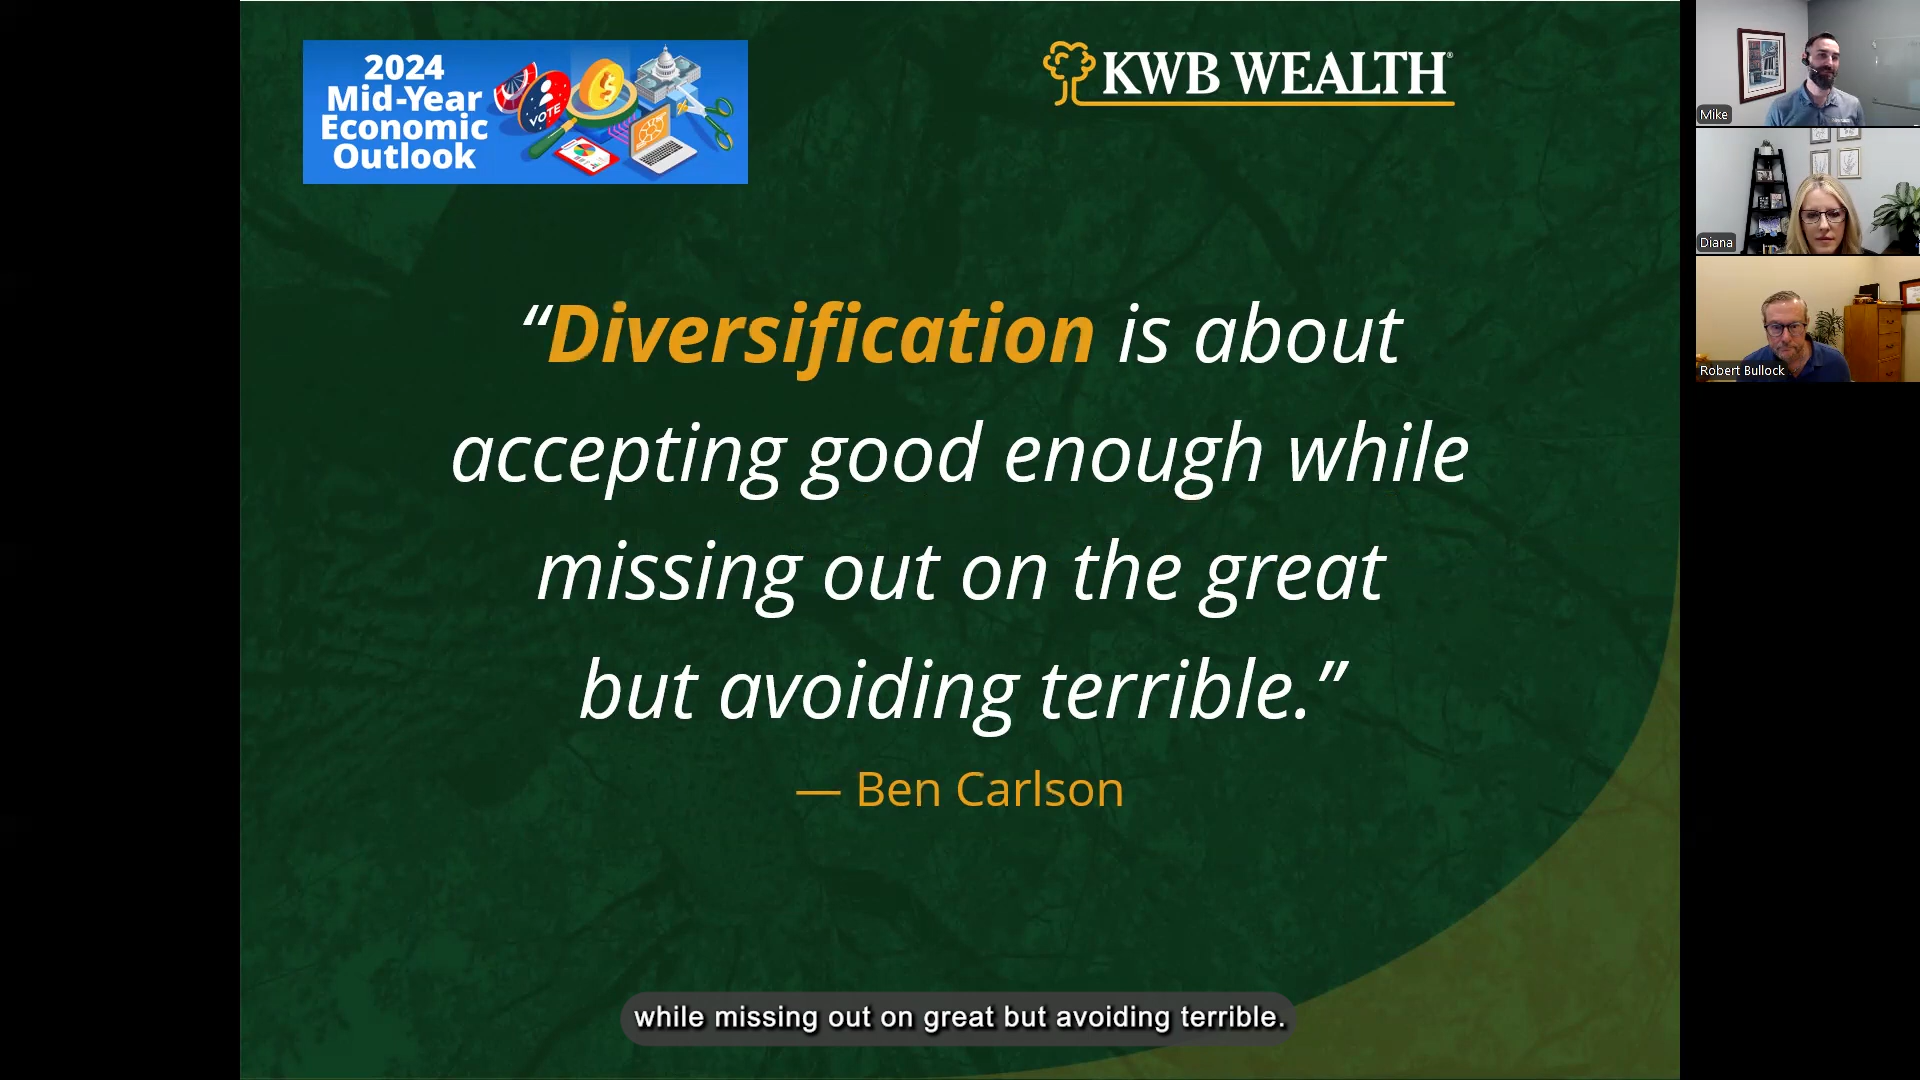 2024
Mid-Year
Economic
Outlook
VOTE
KWB WEALTH®
“Diversification is about
accepting good enough while
missing out on the great
but avoiding terrible.”
— Ben Carlson
while missing out on great but avoiding terrible.
Mike
Diana
Robert Bullock